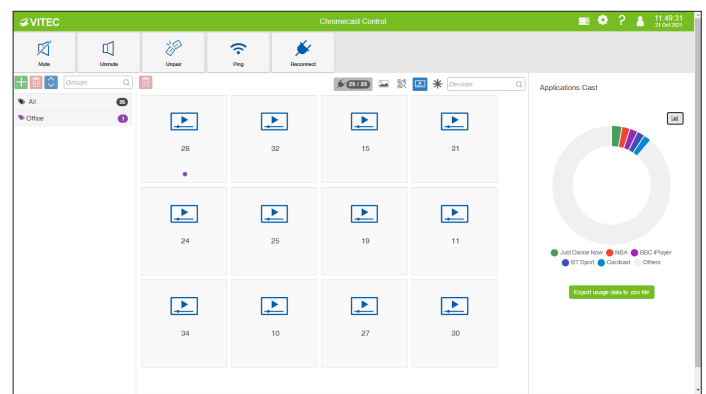 VITEC
Chromecast Control
?
11:49:31
21 Oct 2021
Mute
Unmute
Unpair
Ping
Reconnect
Groups
25 / 25
Devices
All
Office
1
28
32
15
31
24
25
19
11
34
10
27
30
Applications Cast
Just Dance Now
NBA
BBC iPlayer
BT Sport
Cardcast
Others
Export usage data to .csv file